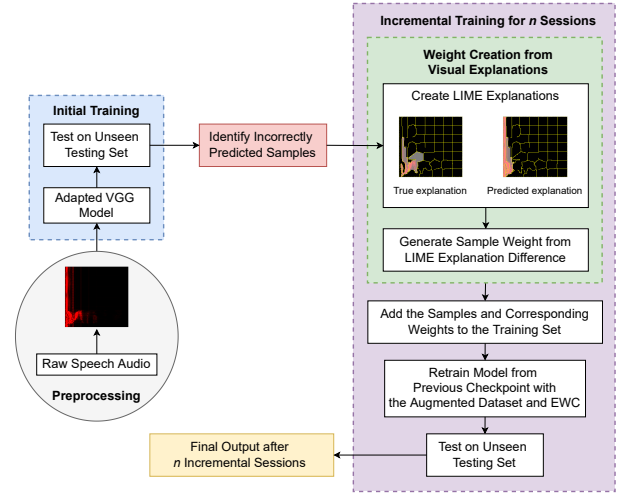 Incremental Training for n Sessions
Weight Creation from
Visual Explanations
Create LIME Explanations
True explanation
Predicted explanation
Generate Sample Weight from
LIME Explanation Difference
Initial Training
Test on Unseen
Testing Set
Adapted VGG
Model
Identify Incorrectly
Predicted Samples
Raw Speech Audio
Preprocessing
Add the Samples and Corresponding
Weights to the Training Set
Retrain Model from
Previous Checkpoint with
the Augmented Dataset and EWC
Test on Unseen
Testing Set
Final Output after
n Incremental Sessions